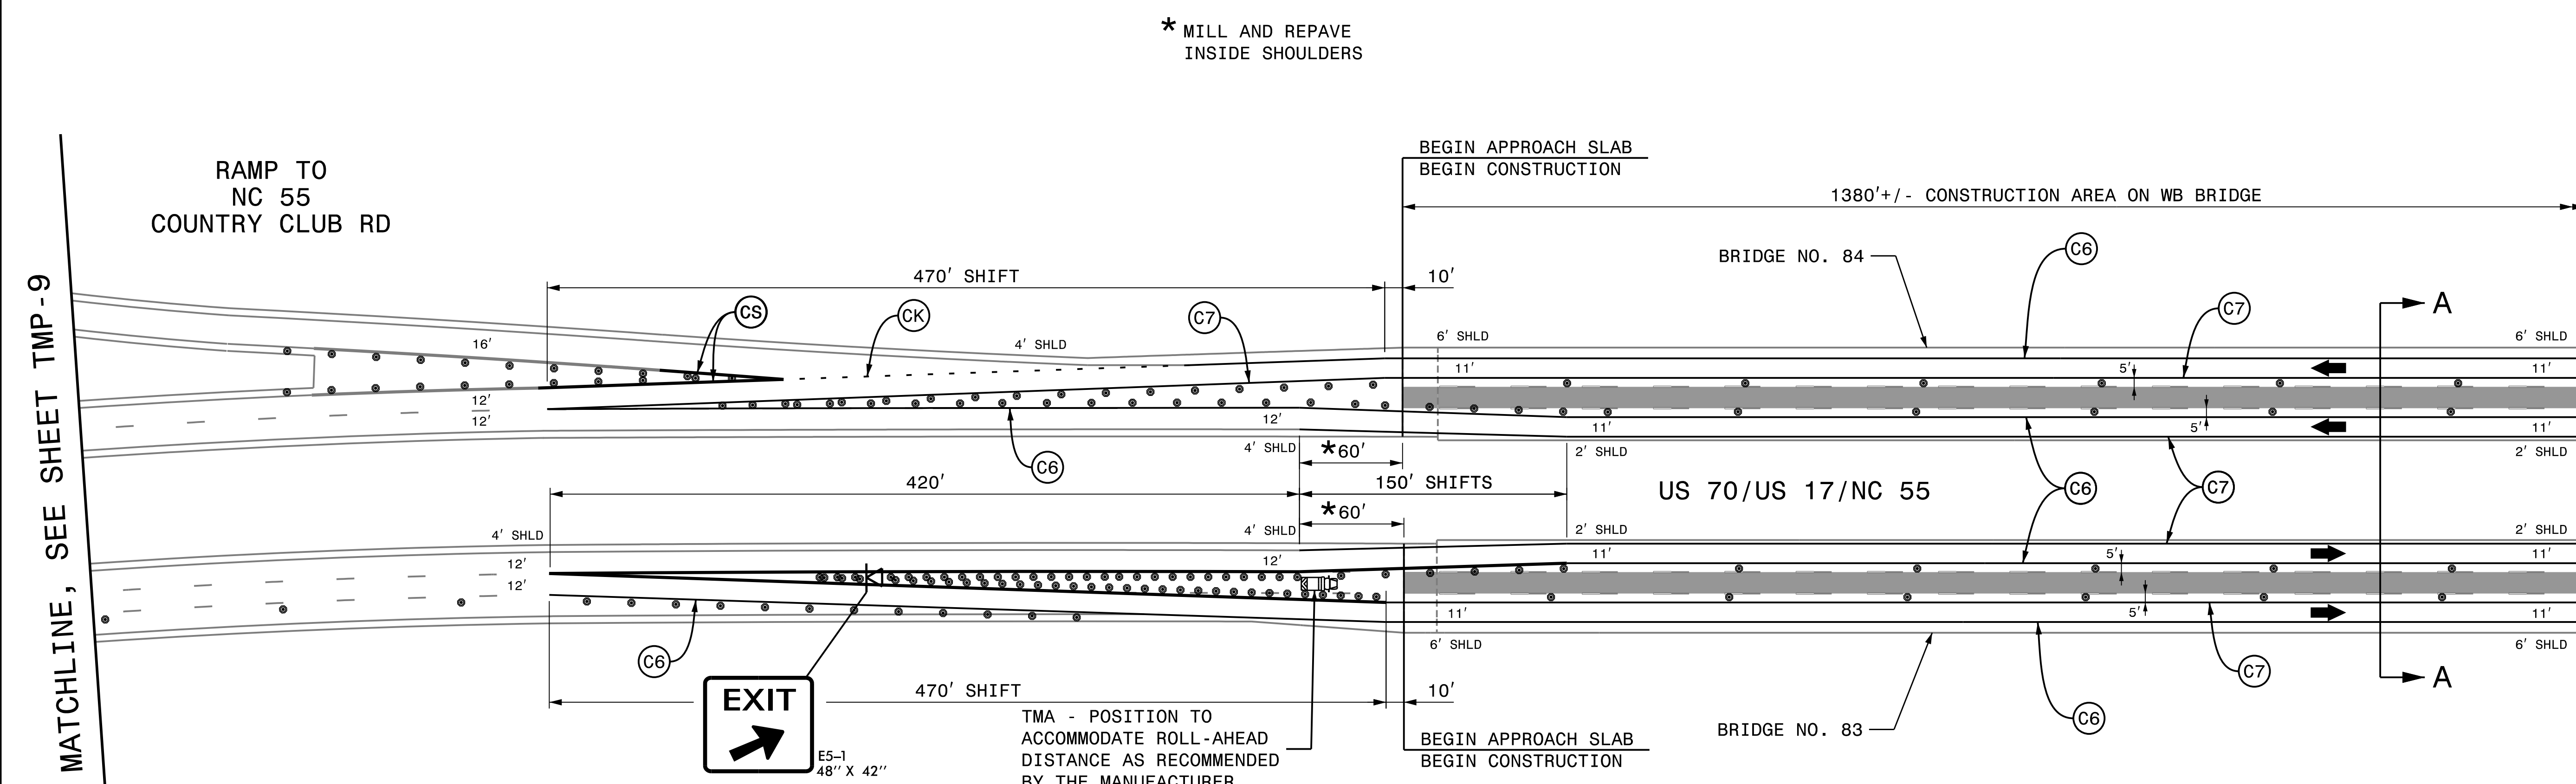 * MILL AND REPAVE
INSIDE SHOULDERS
RAMP TO
NC 55
COUNTRY CLUB RD
MATCHLINE, SEE SHEET TMP-9
BEGIN APPROACH SLAB
BEGIN CONSTRUCTION
1380'+/- CONSTRUCTION AREA ON WB BRIDGE
BRIDGE NO. 84
C6
470' SHIFT
10'
CS
CK
C7
C7
A
16'
4' SHLD
6' SHLD
6' SHLD
11'
5'
11'
12'
12'
12'
11'
5'
11'
4' SHLD
*60'
2' SHLD
2' SHLD
C6
420'
150' SHIFTS
US 70/US 17/NC 55
C6
C7
*60'
4' SHLD
4' SHLD
2' SHLD
2' SHLD
12'
12'
12'
11'
5'
11'
11'
5'
11'
6' SHLD
6' SHLD
C6
C7
A
470' SHIFT
10'
EXIT
E5-1
48" X 42"
TMA - POSITION TO
ACCOMMODATE ROLL-AHEAD
DISTANCE AS RECOMMENDED
BY THE MANUFACTURER
BEGIN APPROACH SLAB
BEGIN CONSTRUCTION
BRIDGE NO. 83
C6